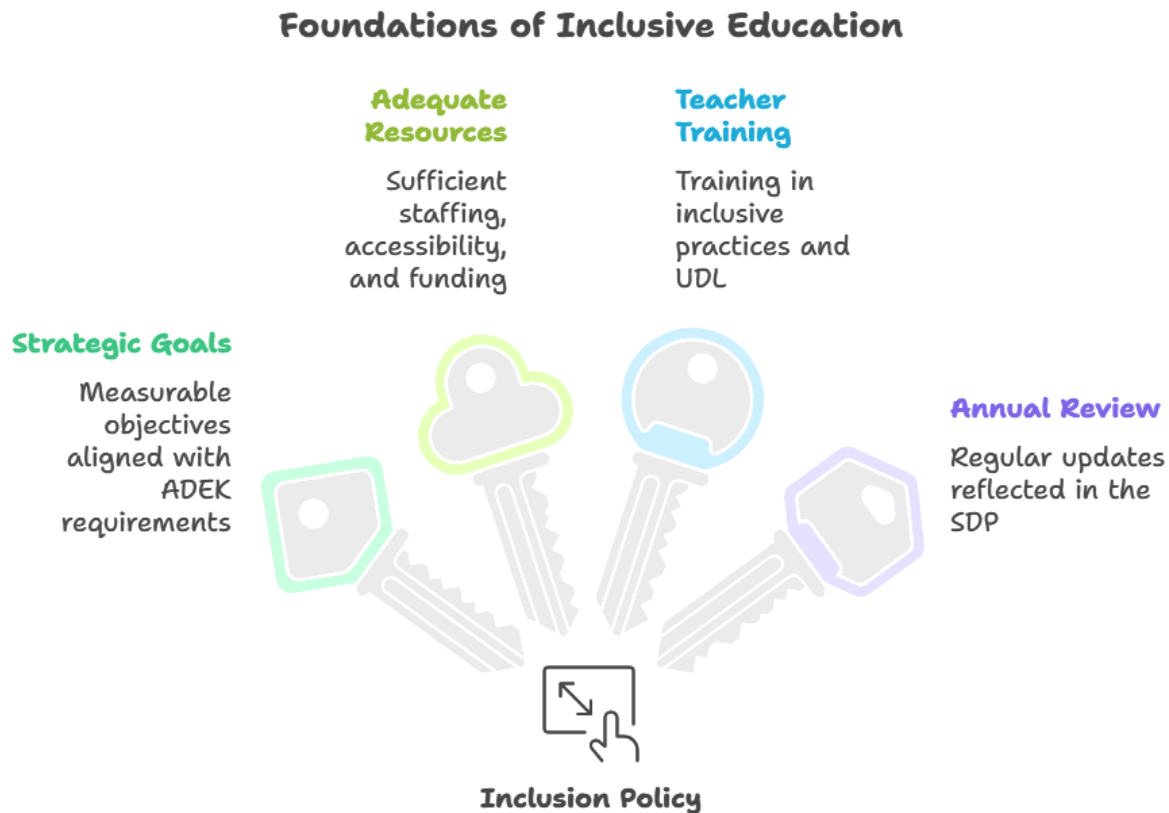 Foundations of Inclusive Education
Adequate
Resources
Sufficient
staffing,
accessibility,
and funding
Teacher
Training
Training in
inclusive
practices and
UDL
Strategic Goals
Measurable
objectives
aligned with
ADEK
requirements
Annual Review
Regular updates
reflected in the
SDP
Inclusion Policy